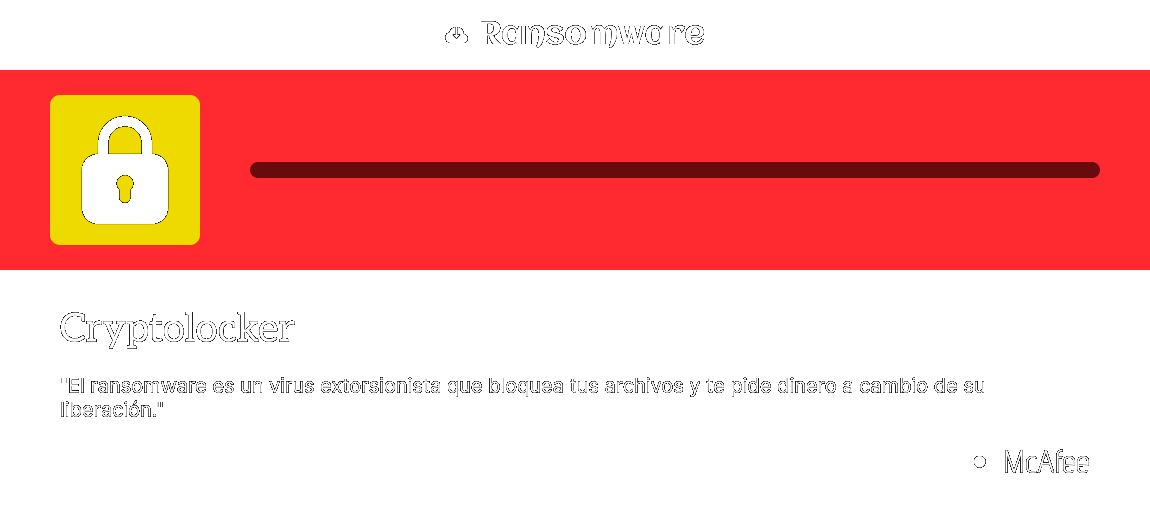 Ransomware
Cryptolocker
"El ransomware es un virus extorsionista que bloquea tus archivos y te pide dinero a cambio de su
liberación."
McAfee